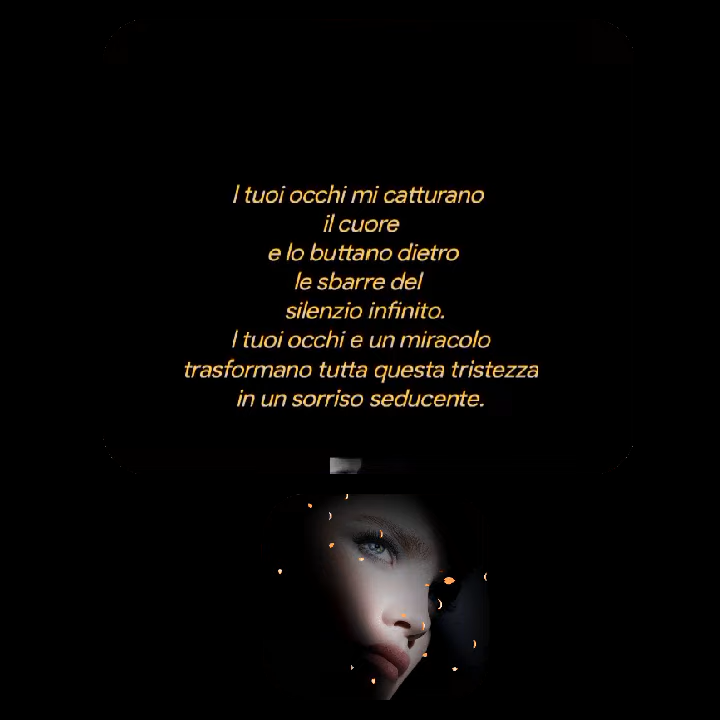 I tuoi occhi mi catturano
il cuore
e lo buttano dietro
le sbarre del
silenzio infinito.
I tuoi occhi e un miracolo
trasformano tutta questa tristezza
in un sorriso seducente.